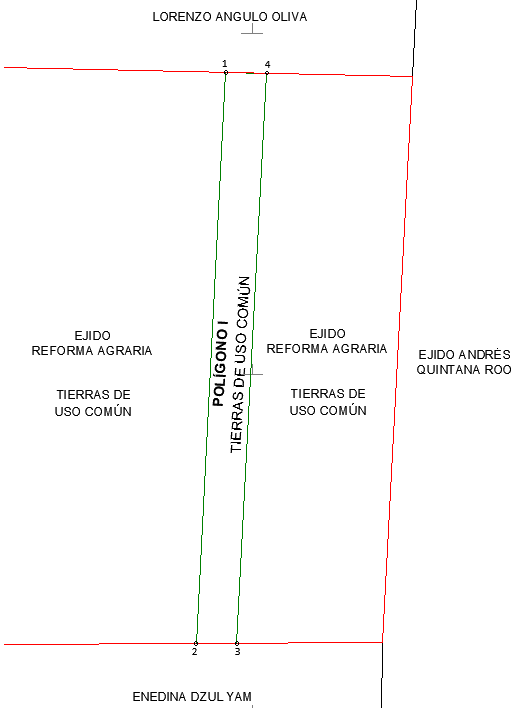 LORENZO ANGULO OLIVA
1
4
POLÍGONO I
TIERRAS DE USO COMÚN
EJIDO
REFORMA AGRARIA
TIERRAS DE
USO COMÚN
EJIDO
REFORMA AGRARIA
TIERRAS DE
USO COMÚN
EJIDO ANDRÉS
QUINTANA ROO
2
3
ENEDINA DZUL YAM